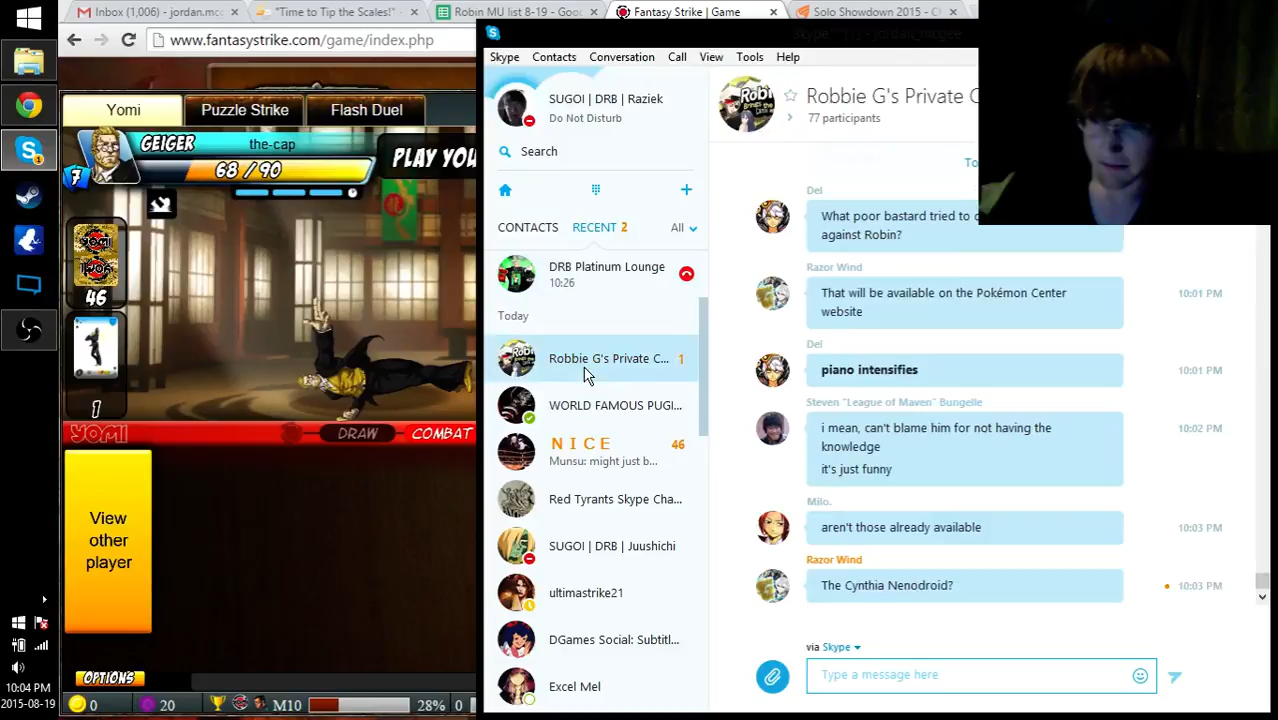 Inbox (1,006) - jordan.mc
"Time to Tip the Scales!"
Robin MU list 8-19 - Goo
Fantasy Strike | Game
Solo Showdown 2015 - C
www.fantasystrike.com/game/index.php
Skype Contacts Conversation Call View Tools Help
Yomi
Puzzle Strike
Flash Duel
GEIGER
the-cap
68 / 90
7
PLAY YOU
46
1
YOMI
DRAW
COMBAT
View
other
player
OPTIONS
0
20
M10
28%
0
10:04 PM
2015-08-19
SUGOI | DRB | Raziek
Do Not Disturb
Search
CONTACTS
RECENT 2
All
DRB Platinum Lounge
10:26
Today
Robbie G's Private C...
1
WORLD FAMOUS PUGI...
N I C E
46
Munsu: might just b...
Red Tyrants Skype Cha...
SUGOI | DRB | Juushichi
ultimastrike21
DGames Social: Subtitl...
Excel Mel
Robbie G's Private C
77 participants
To
Del
What poor bastard tried to
against Robin?
Razor Wind
That will be available on the Pokémon Center
website
10:01 PM
Del
piano intensifies
10:01 PM
Steven "League of Maven" Bungelle
i mean, can't blame him for not having the
knowledge
it's just funny
10:02 PM
Milo.
aren't those already available
10:03 PM
Razor Wind
The Cynthia Nenodroid?
10:03 PM
via Skype
Type a message here